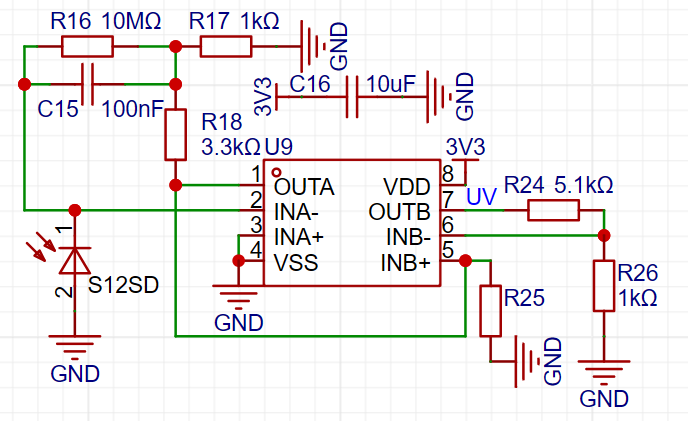 R16 10MΩ
R17 1kΩ
GND
C15 100nF
3V3
C16 10uF
GND
R18
3.3kΩ
U9
3V3
1 OUTA
2 INA-
3 INA+
4 VSS
VDD 8
OUTB 7
INB- 6
INB+ 5
UV
R24 5.1kΩ
1
2
S12SD
GND
GND
R25
GND
R26
1kΩ
GND